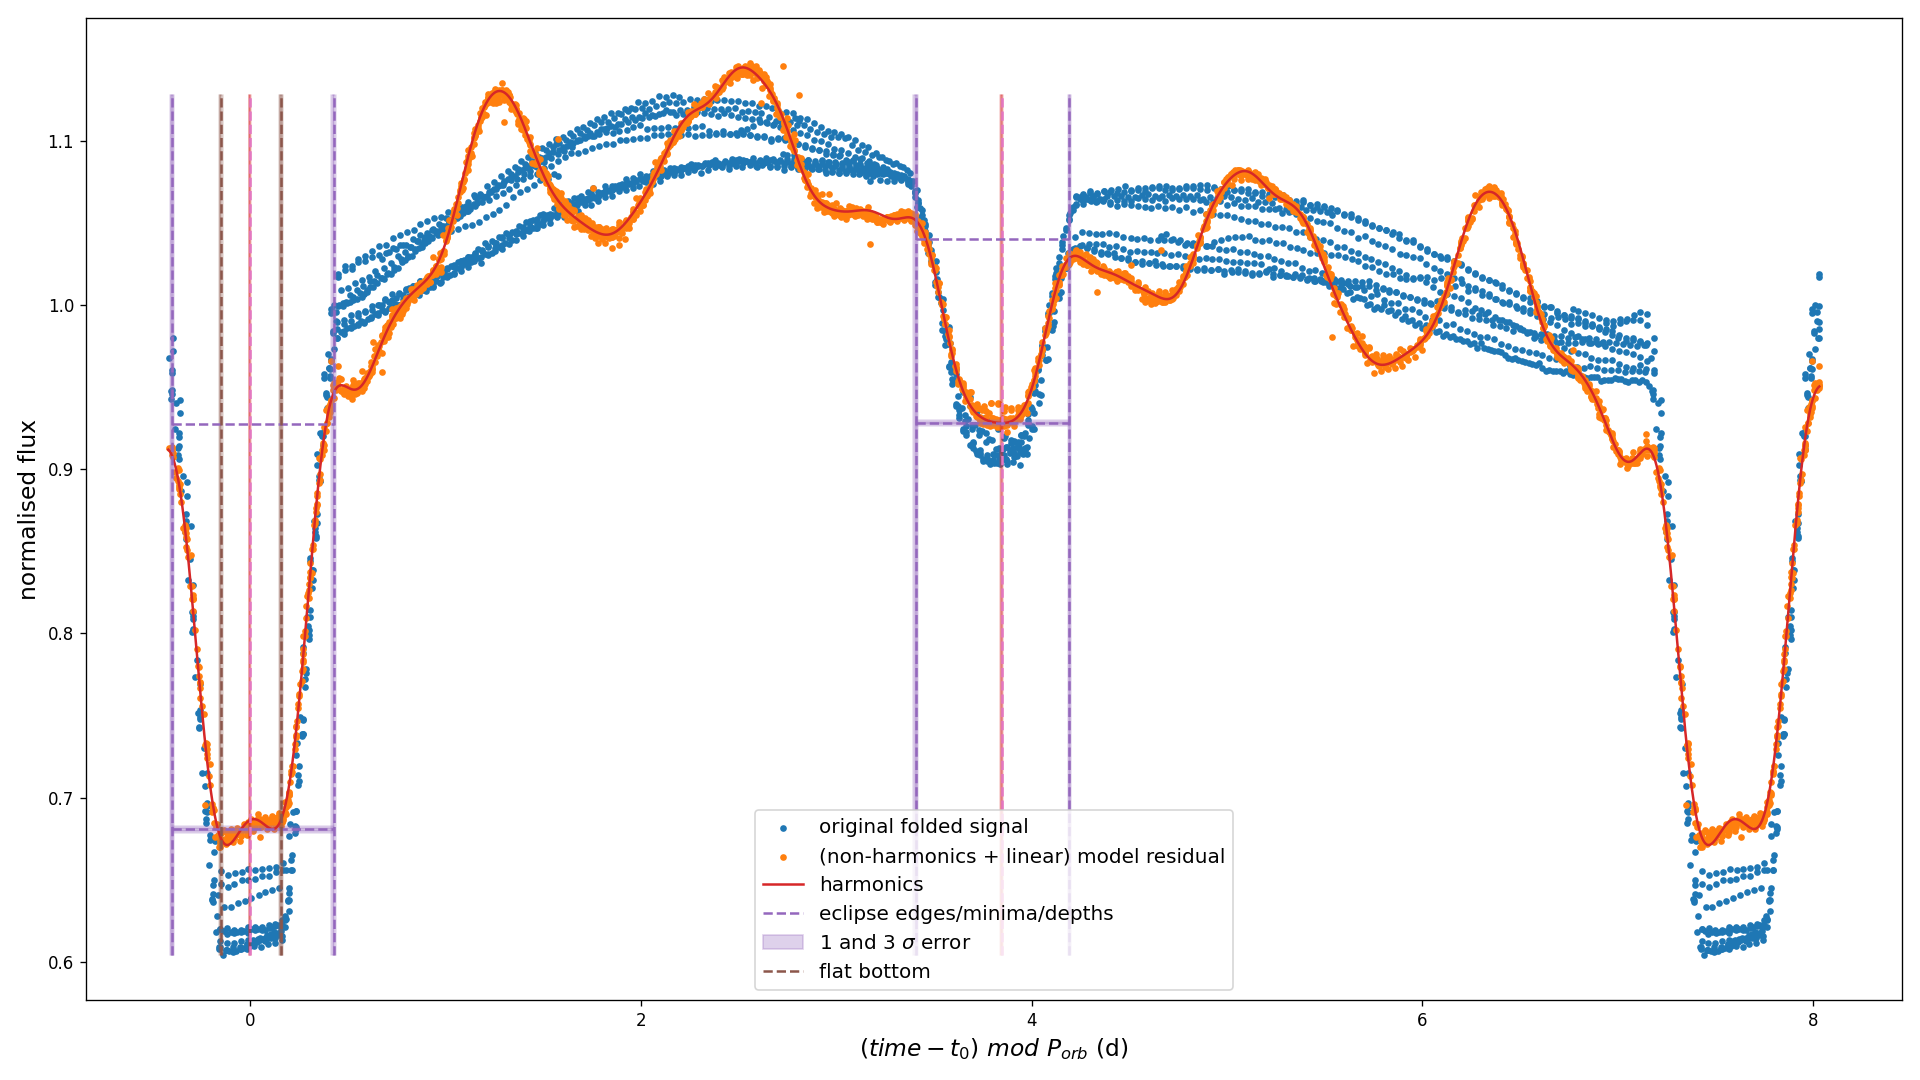 normalised flux
1.1
1.0
0.9
0.8
0.7
0.6
original folded signal
(non-harmonics + linear) model residual
harmonics
eclipse edges/minima/depths
1 and 3 σ error
flat bottom
0 2 4 6 8
(time − t₀) mod Pₒᵣᵦ (d)